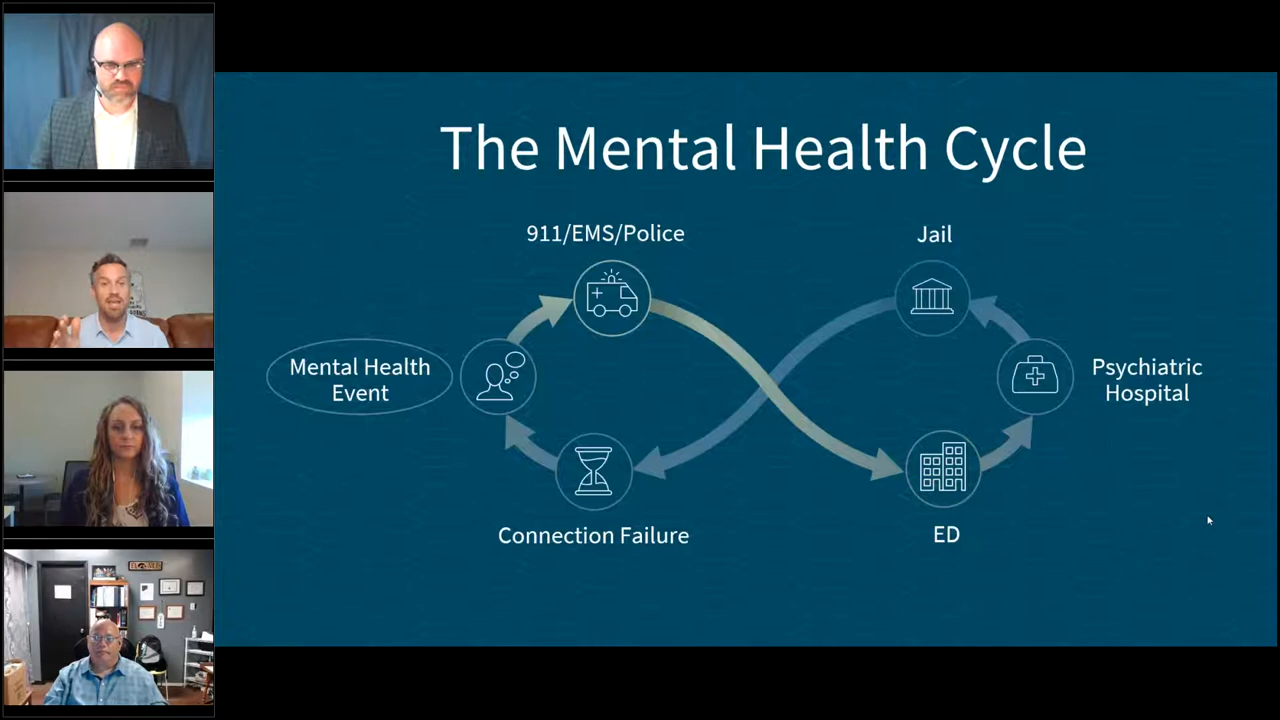 The Mental Health Cycle
911/EMS/Police
Jail
Mental Health
Event
Psychiatric
Hospital
Connection Failure
ED